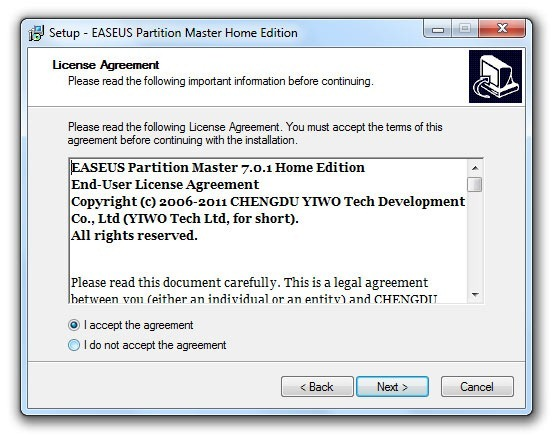 Setup - EASEUS Partition Master Home Edition
License Agreement
Please read the following important information before continuing.
Please read the following License Agreement. You must accept the terms of this
agreement before continuing with the installation.
EASEUS Partition Master 7.0.1 Home Edition
End-User License Agreement
Copyright (c) 2006-2011 CHENGDU YIWO Tech Development
Co., Ltd (YIWO Tech Ltd, for short).
All rights reserved.
Please read this document carefully. This is a legal agreement
between you (either an individual or an entity) and CHENGDU
I accept the agreement
I do not accept the agreement
< Back
Next >
Cancel